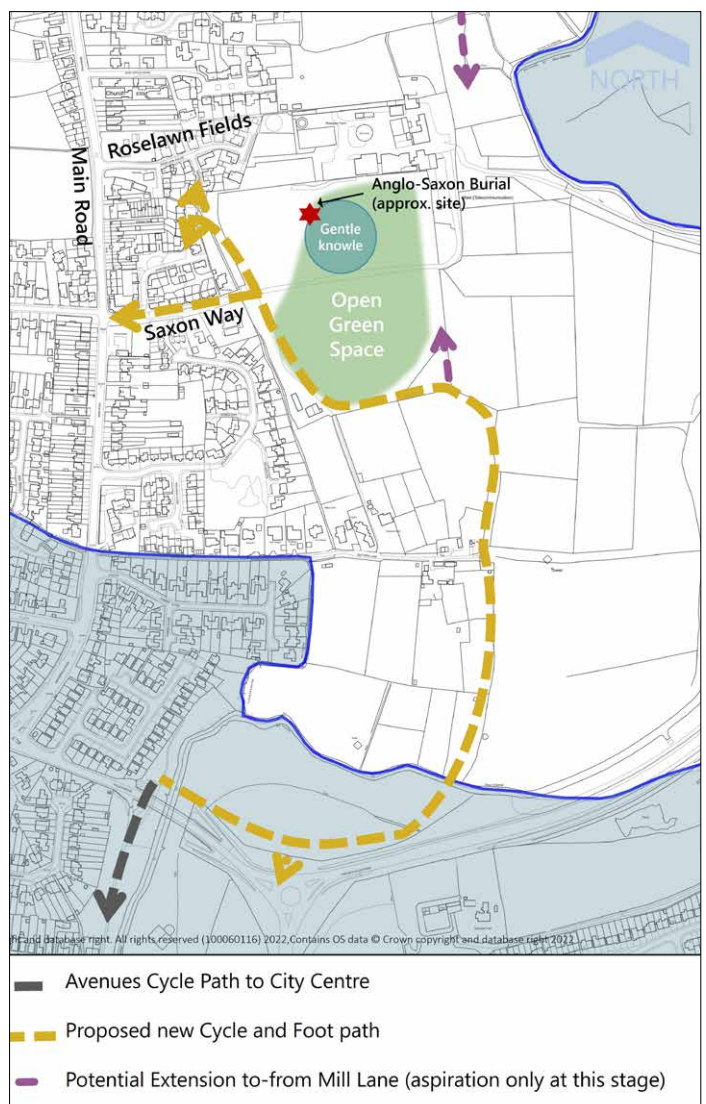 NORTH
Roselawn Fields
Main Road
Anglo-Saxon Burial
(approx. site)
Gentle
knowle
Open
Green
Space
Saxon Way
Tower
and database right. All rights reserved (100060116) 2022,Contains OS data © Crown copyright and database right 2022
Avenues Cycle Path to City Centre
Proposed new Cycle and Foot path
Potential Extension to-from Mill Lane (aspiration only at this stage)